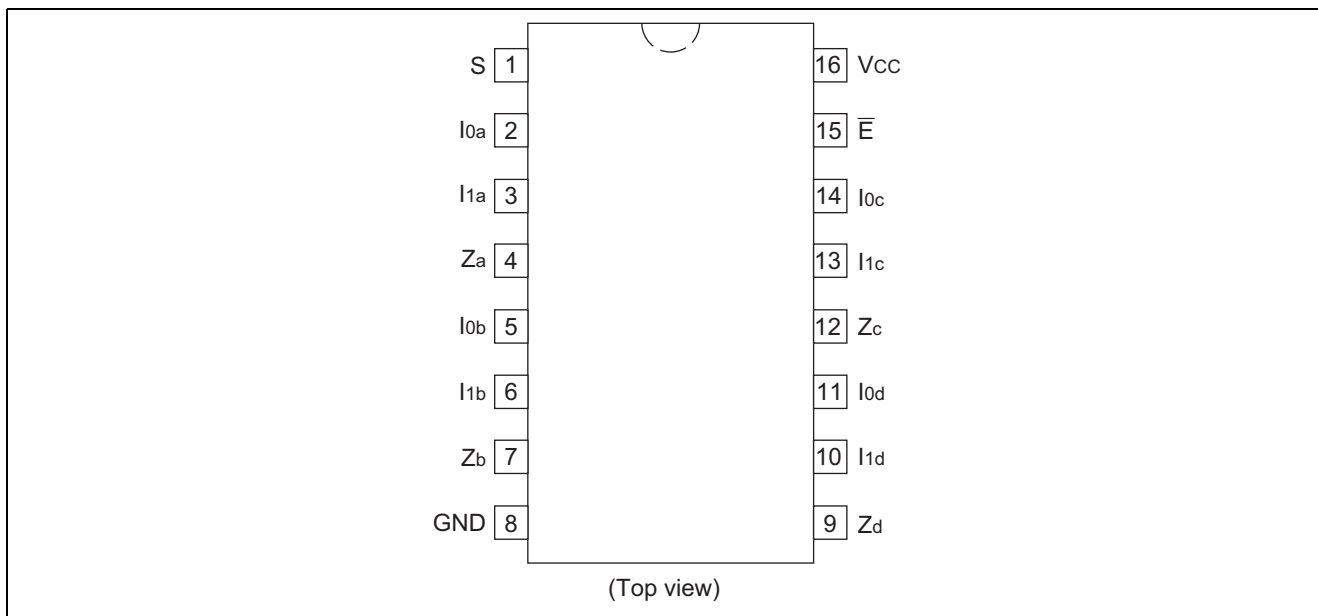 S 1 16 VCC
I0a 2 15 E̅
I1a 3 14 I0c
Za 4 13 I1c
I0b 5 12 Zc
I1b 6 11 I0d
Zb 7 10 I1d
GND 8 9 Zd
(Top view)